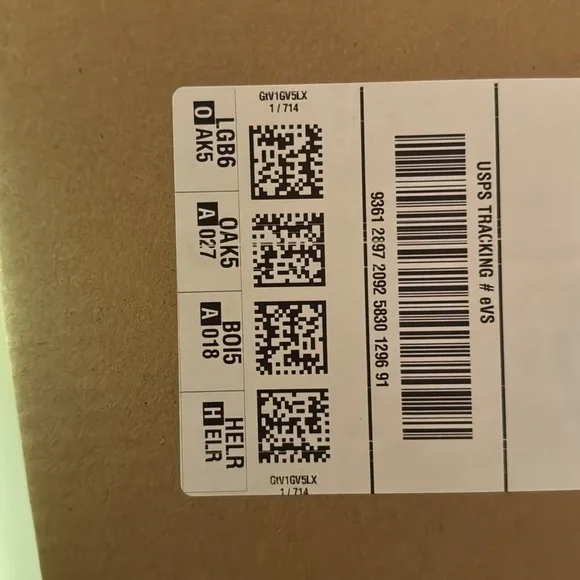 USPS TRACKING # eVS
9361 2897 2092 5830 1296 91
GtV1GV5LX
1 / 714
LGB6
O AK5
OAK5
A 027
BOI5
A 018
HELR
H ELR
GtV1GV5LX
1 / 714